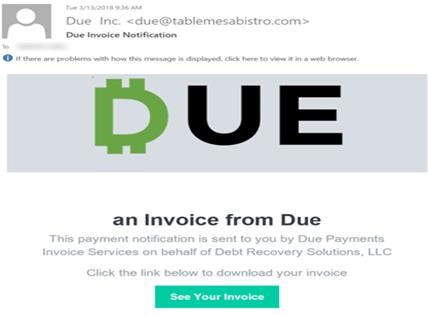 Tue 3/13/2018 9:36 AM
Due Inc. <due@tablemesabistro.com>
Due Invoice Notification
To
If there are problems with how this message is displayed, click here to view it in a web browser.
DUE
an Invoice from Due
This payment notification is sent to you by Due Payments
Invoice Services on behalf of Debt Recovery Solutions, LLC
Click the link below to download your invoice
See Your Invoice